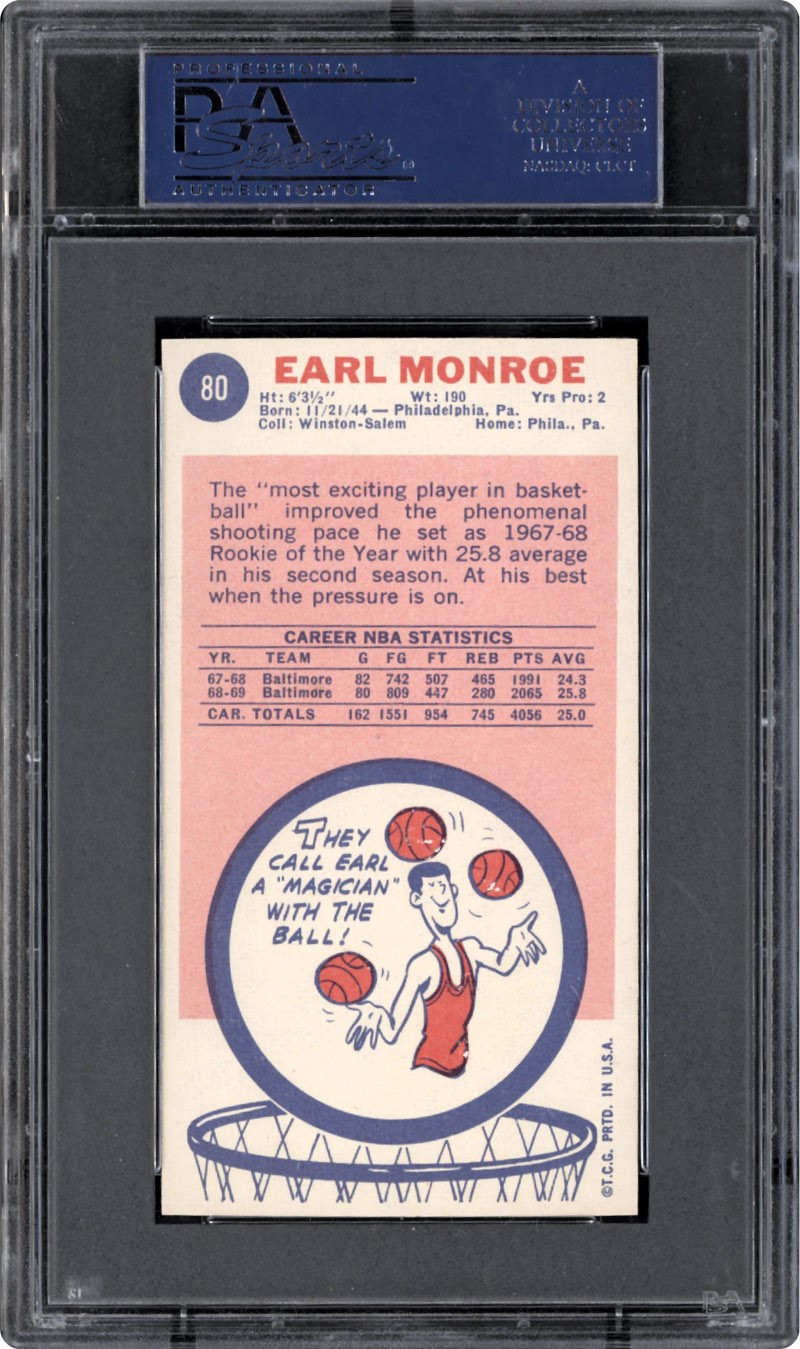 PROFESSIONAL
PSA
Sports
AUTHENTICATOR
A
DIVISION OF
COLLECTORS
UNIVERSE
NASDAQ: CLCT
80
EARL MONROE
Ht: 6'3½" Wt: 190 Yrs Pro: 2
Born: 11/21/44 — Philadelphia, Pa.
Coll: Winston-Salem Home: Phila., Pa.
The "most exciting player in basket-
ball" improved the phenomenal
shooting pace he set as 1967-68
Rookie of the Year with 25.8 average
in his second season. At his best
when the pressure is on.
CAREER NBA STATISTICS
YR. TEAM G FG FT REB PTS AVG
67-68 Baltimore 82 742 507 465 1991 24.3
68-69 Baltimore 80 809 447 280 2065 25.8
CAR. TOTALS 162 1551 954 745 4056 25.0
THEY
CALL EARL
A "MAGICIAN"
WITH THE
BALL!
©T.C.G. PRTD. IN U.S.A.
PSA